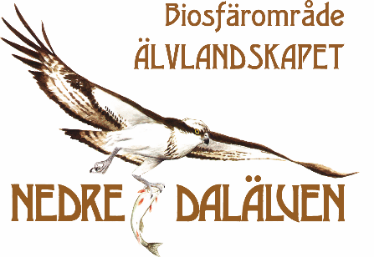 Biosfärområde
ÄLVLANDSKAPET
NEDRE DALÄLVEN